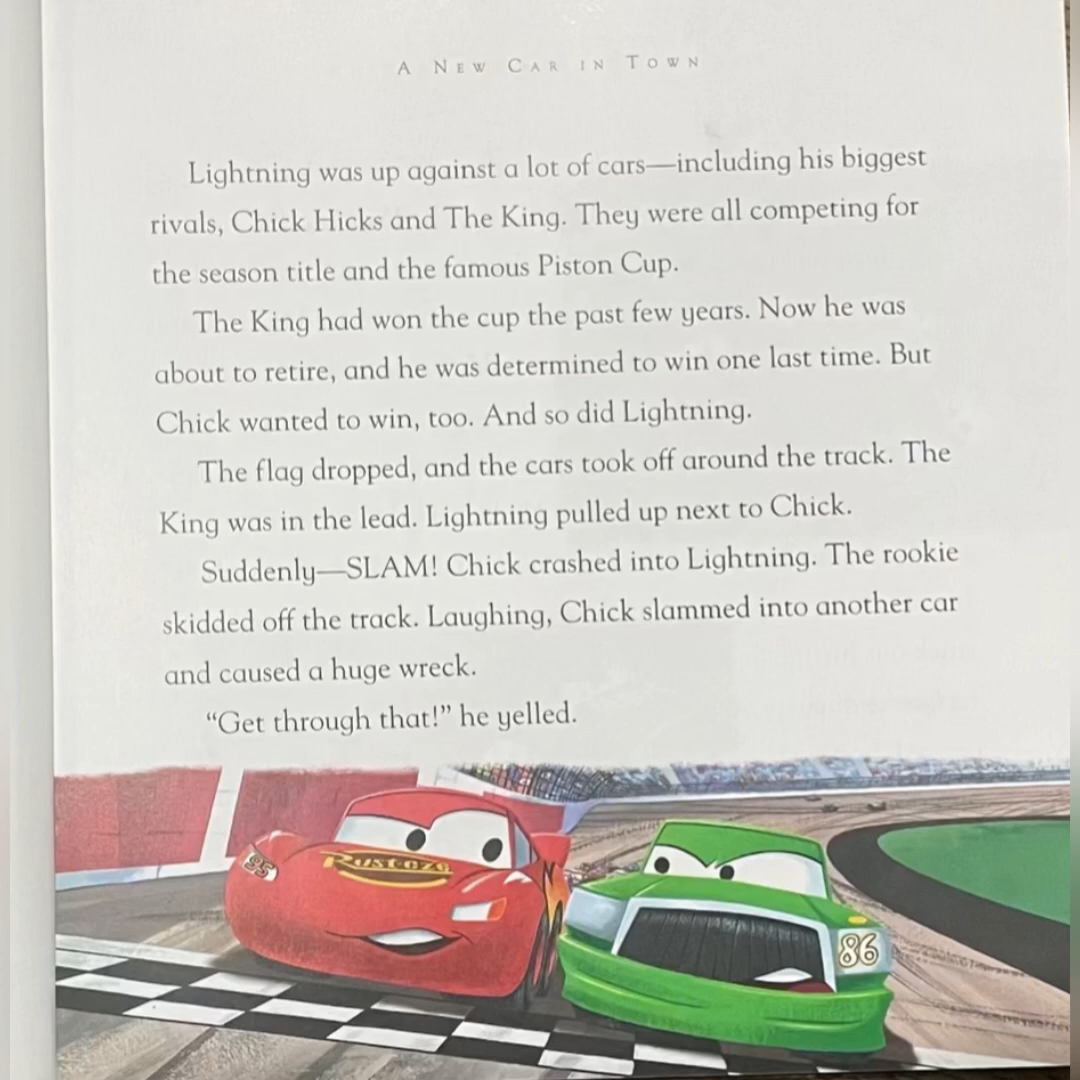 A New Car in Town
Lightning was up against a lot of cars—including his biggest
rivals, Chick Hicks and The King. They were all competing for
the season title and the famous Piston Cup.
The King had won the cup the past few years. Now he was
about to retire, and he was determined to win one last time. But
Chick wanted to win, too. And so did Lightning.
The flag dropped, and the cars took off around the track. The
King was in the lead. Lightning pulled up next to Chick.
Suddenly—SLAM! Chick crashed into Lightning. The rookie
skidded off the track. Laughing, Chick slammed into another car
and caused a huge wreck.
“Get through that!” he yelled.
95
Rust-eze
86